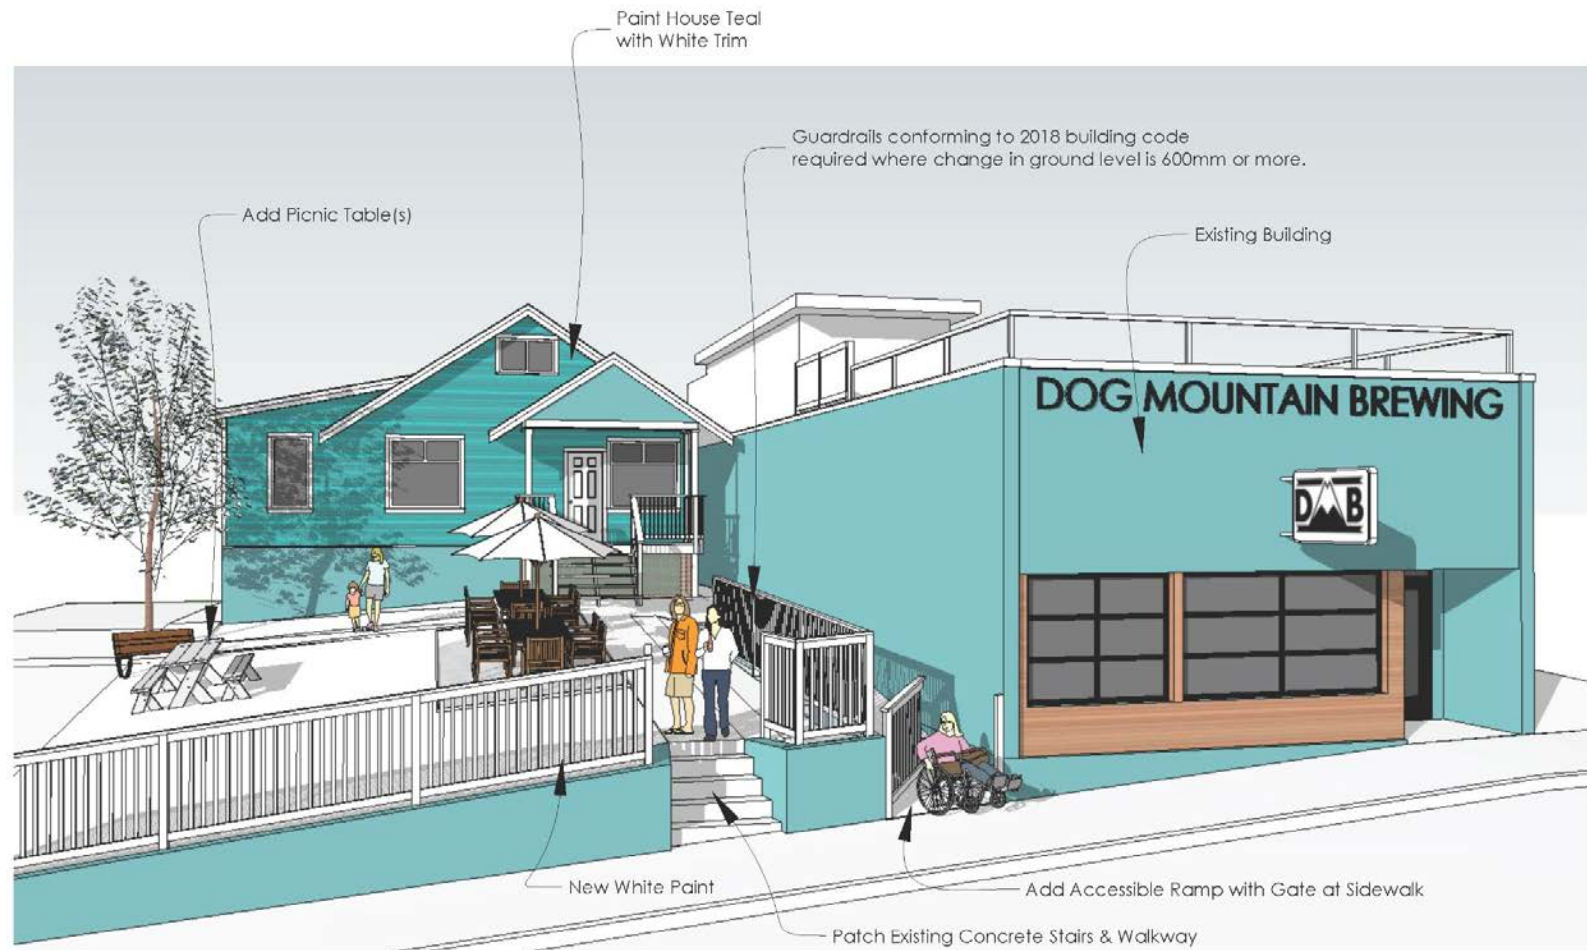 Paint House Teal
with White Trim
Guardrails conforming to 2018 building code
required where change in ground level is 600mm or more.
Add Picnic Table(s)
Existing Building
DOG MOUNTAIN BREWING
D B
New White Paint
Add Accessible Ramp with Gate at Sidewalk
Patch Existing Concrete Stairs & Walkway